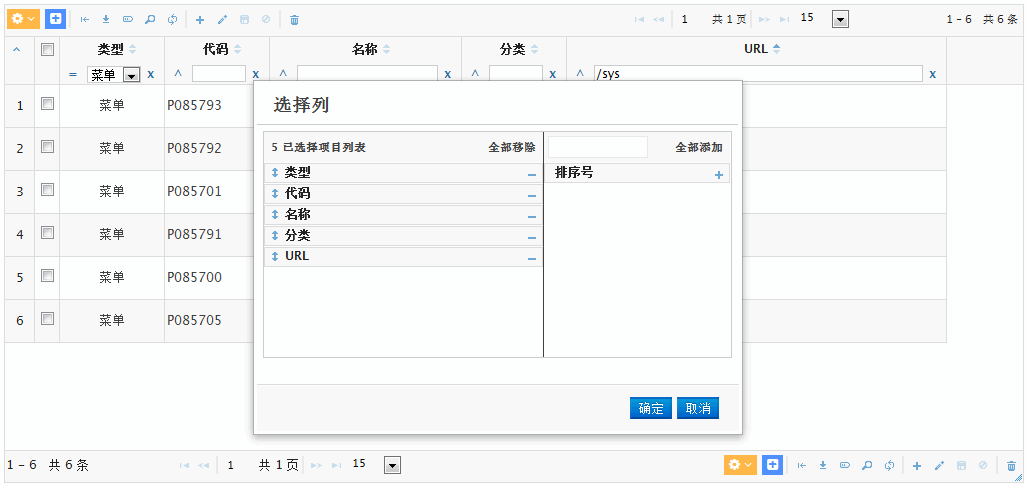 1 共 1 页 15 1 - 6 共 6 条
类型 代码 名称 分类 URL
= 菜单 x ^ x ^ x ^ x ^ /sys x
1 菜单 P085793
2 菜单 P085792
3 菜单 P085701
4 菜单 P085791
5 菜单 P085700
6 菜单 P085705
选择列
5 已选择项目列表 全部移除 全部添加
类型 排序号
代码
名称
分类
URL
确定 取消
1 - 6 共 6 条 1 共 1 页 15